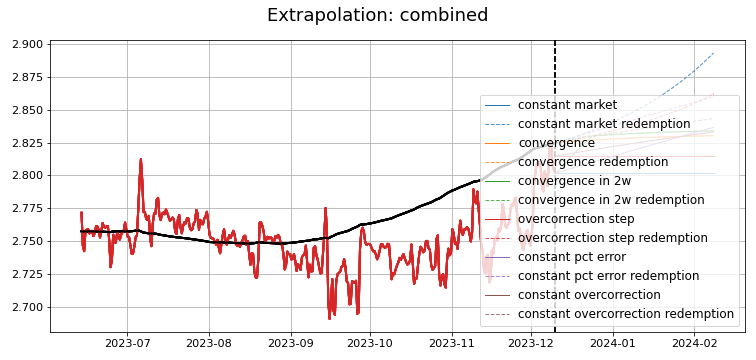 Extrapolation: combined
2.900
2.875
2.850
2.825
2.800
2.775
2.750
2.725
2.700
constant market
constant market redemption
convergence
convergence redemption
convergence in 2w
convergence in 2w redemption
overcorrection step
overcorrection step redemption
constant pct error
constant pct error redemption
constant overcorrection
constant overcorrection redemption
2023-07 2023-08 2023-09 2023-10 2023-11 2023-12 2024-01 2024-02